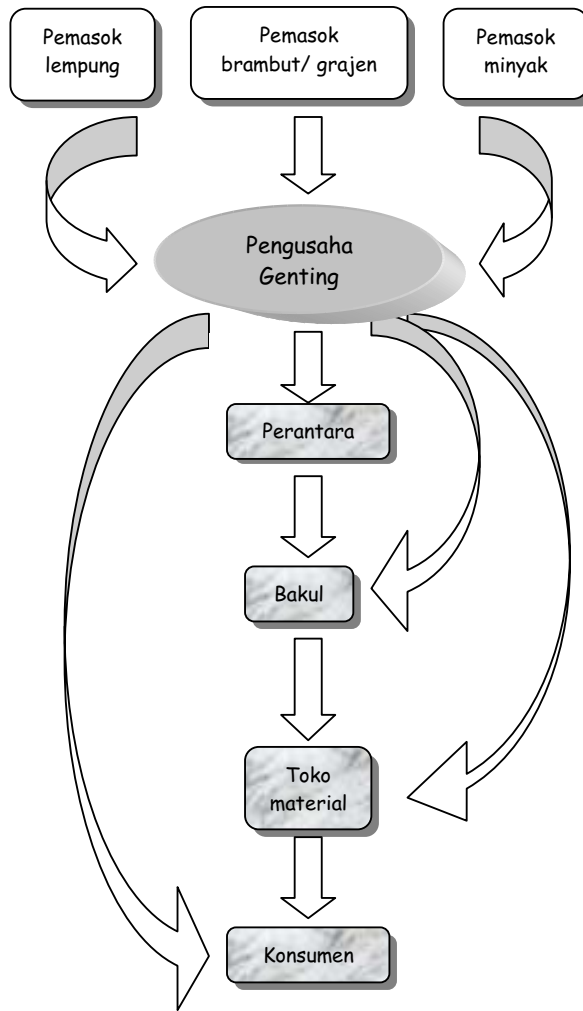 Pemasok
lempung
Pemasok
brambut/ grajen
Pemasok
minyak
Pengusaha
Genting
Perantara
Bakul
Toko
material
Konsumen